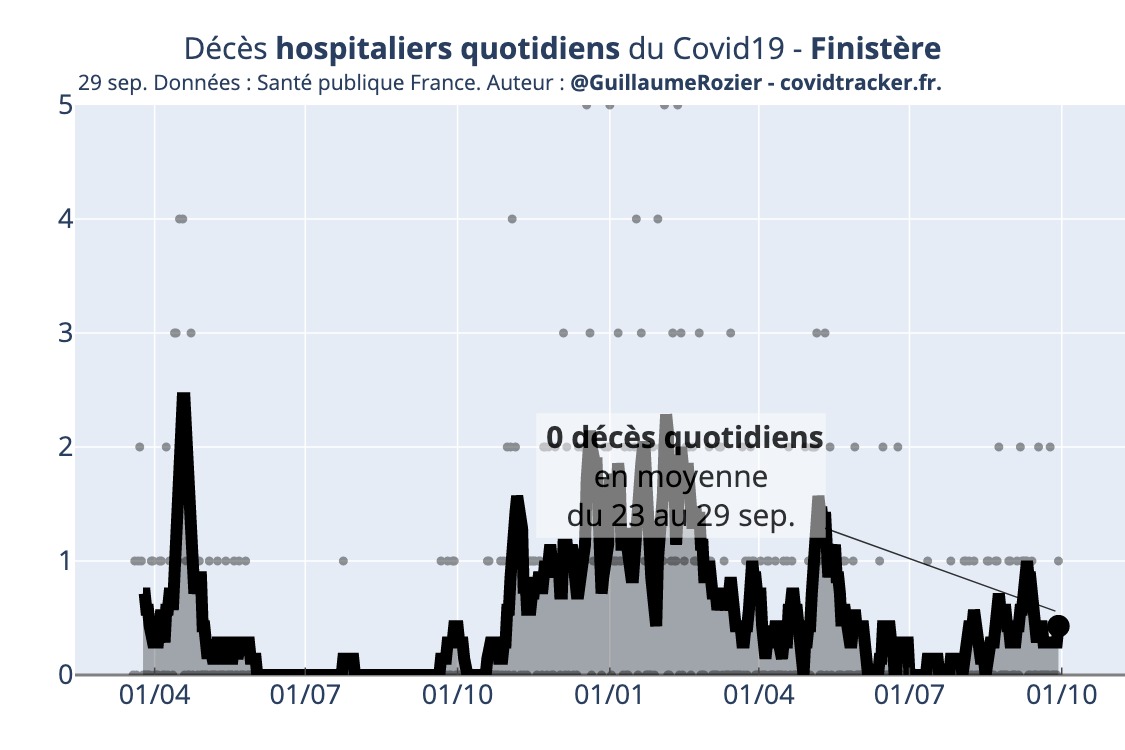 Décès hospitaliers quotidiens du Covid19 - Finistère
29 sep. Données : Santé publique France. Auteur : @GuillaumeRozier - covidtracker.fr.
5
4
3
2
1
0
0 décès quotidiens
en moyenne
du 23 au 29 sep.
01/04 01/07 01/10 01/01 01/04 01/07 01/10